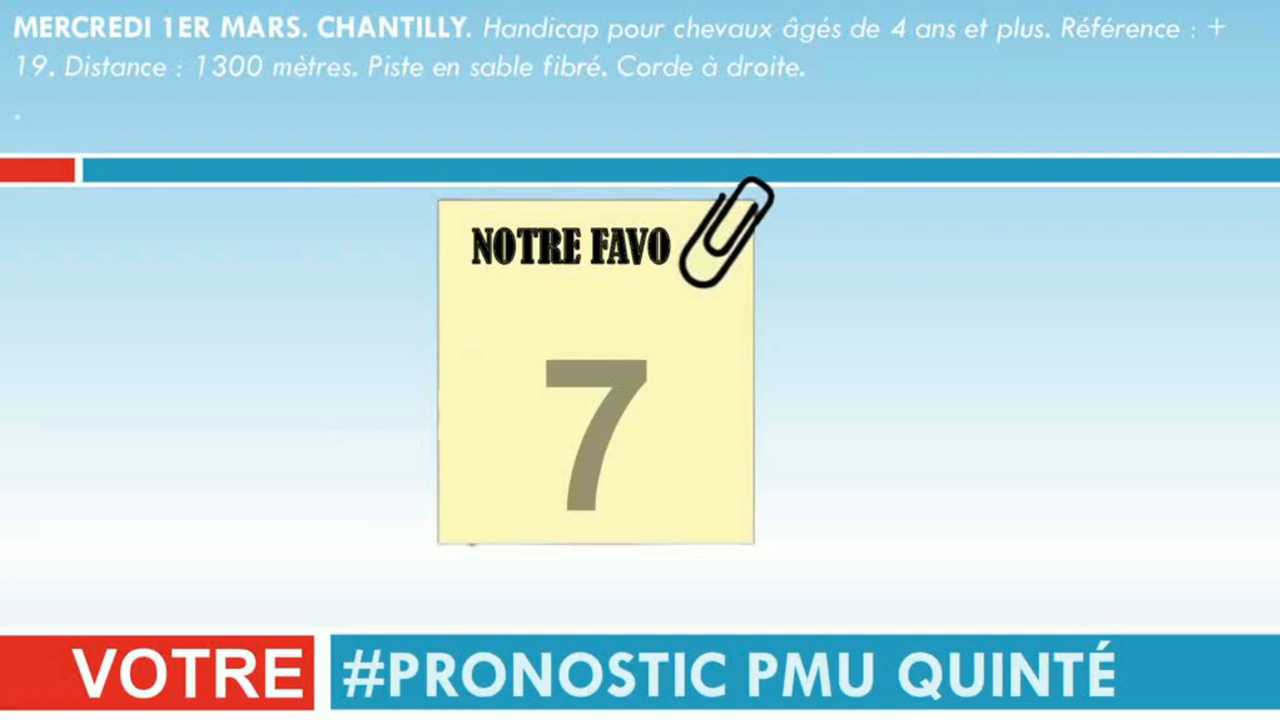 MERCREDI 1ER MARS. CHANTILLY. Handicap pour chevaux âgés de 4 ans et plus. Référence : +
19. Distance : 1300 mètres. Piste en sable fibré. Corde à droite.
.
NOTRE FAVO
7
VOTRE #PRONOSTIC PMU QUINTÉ